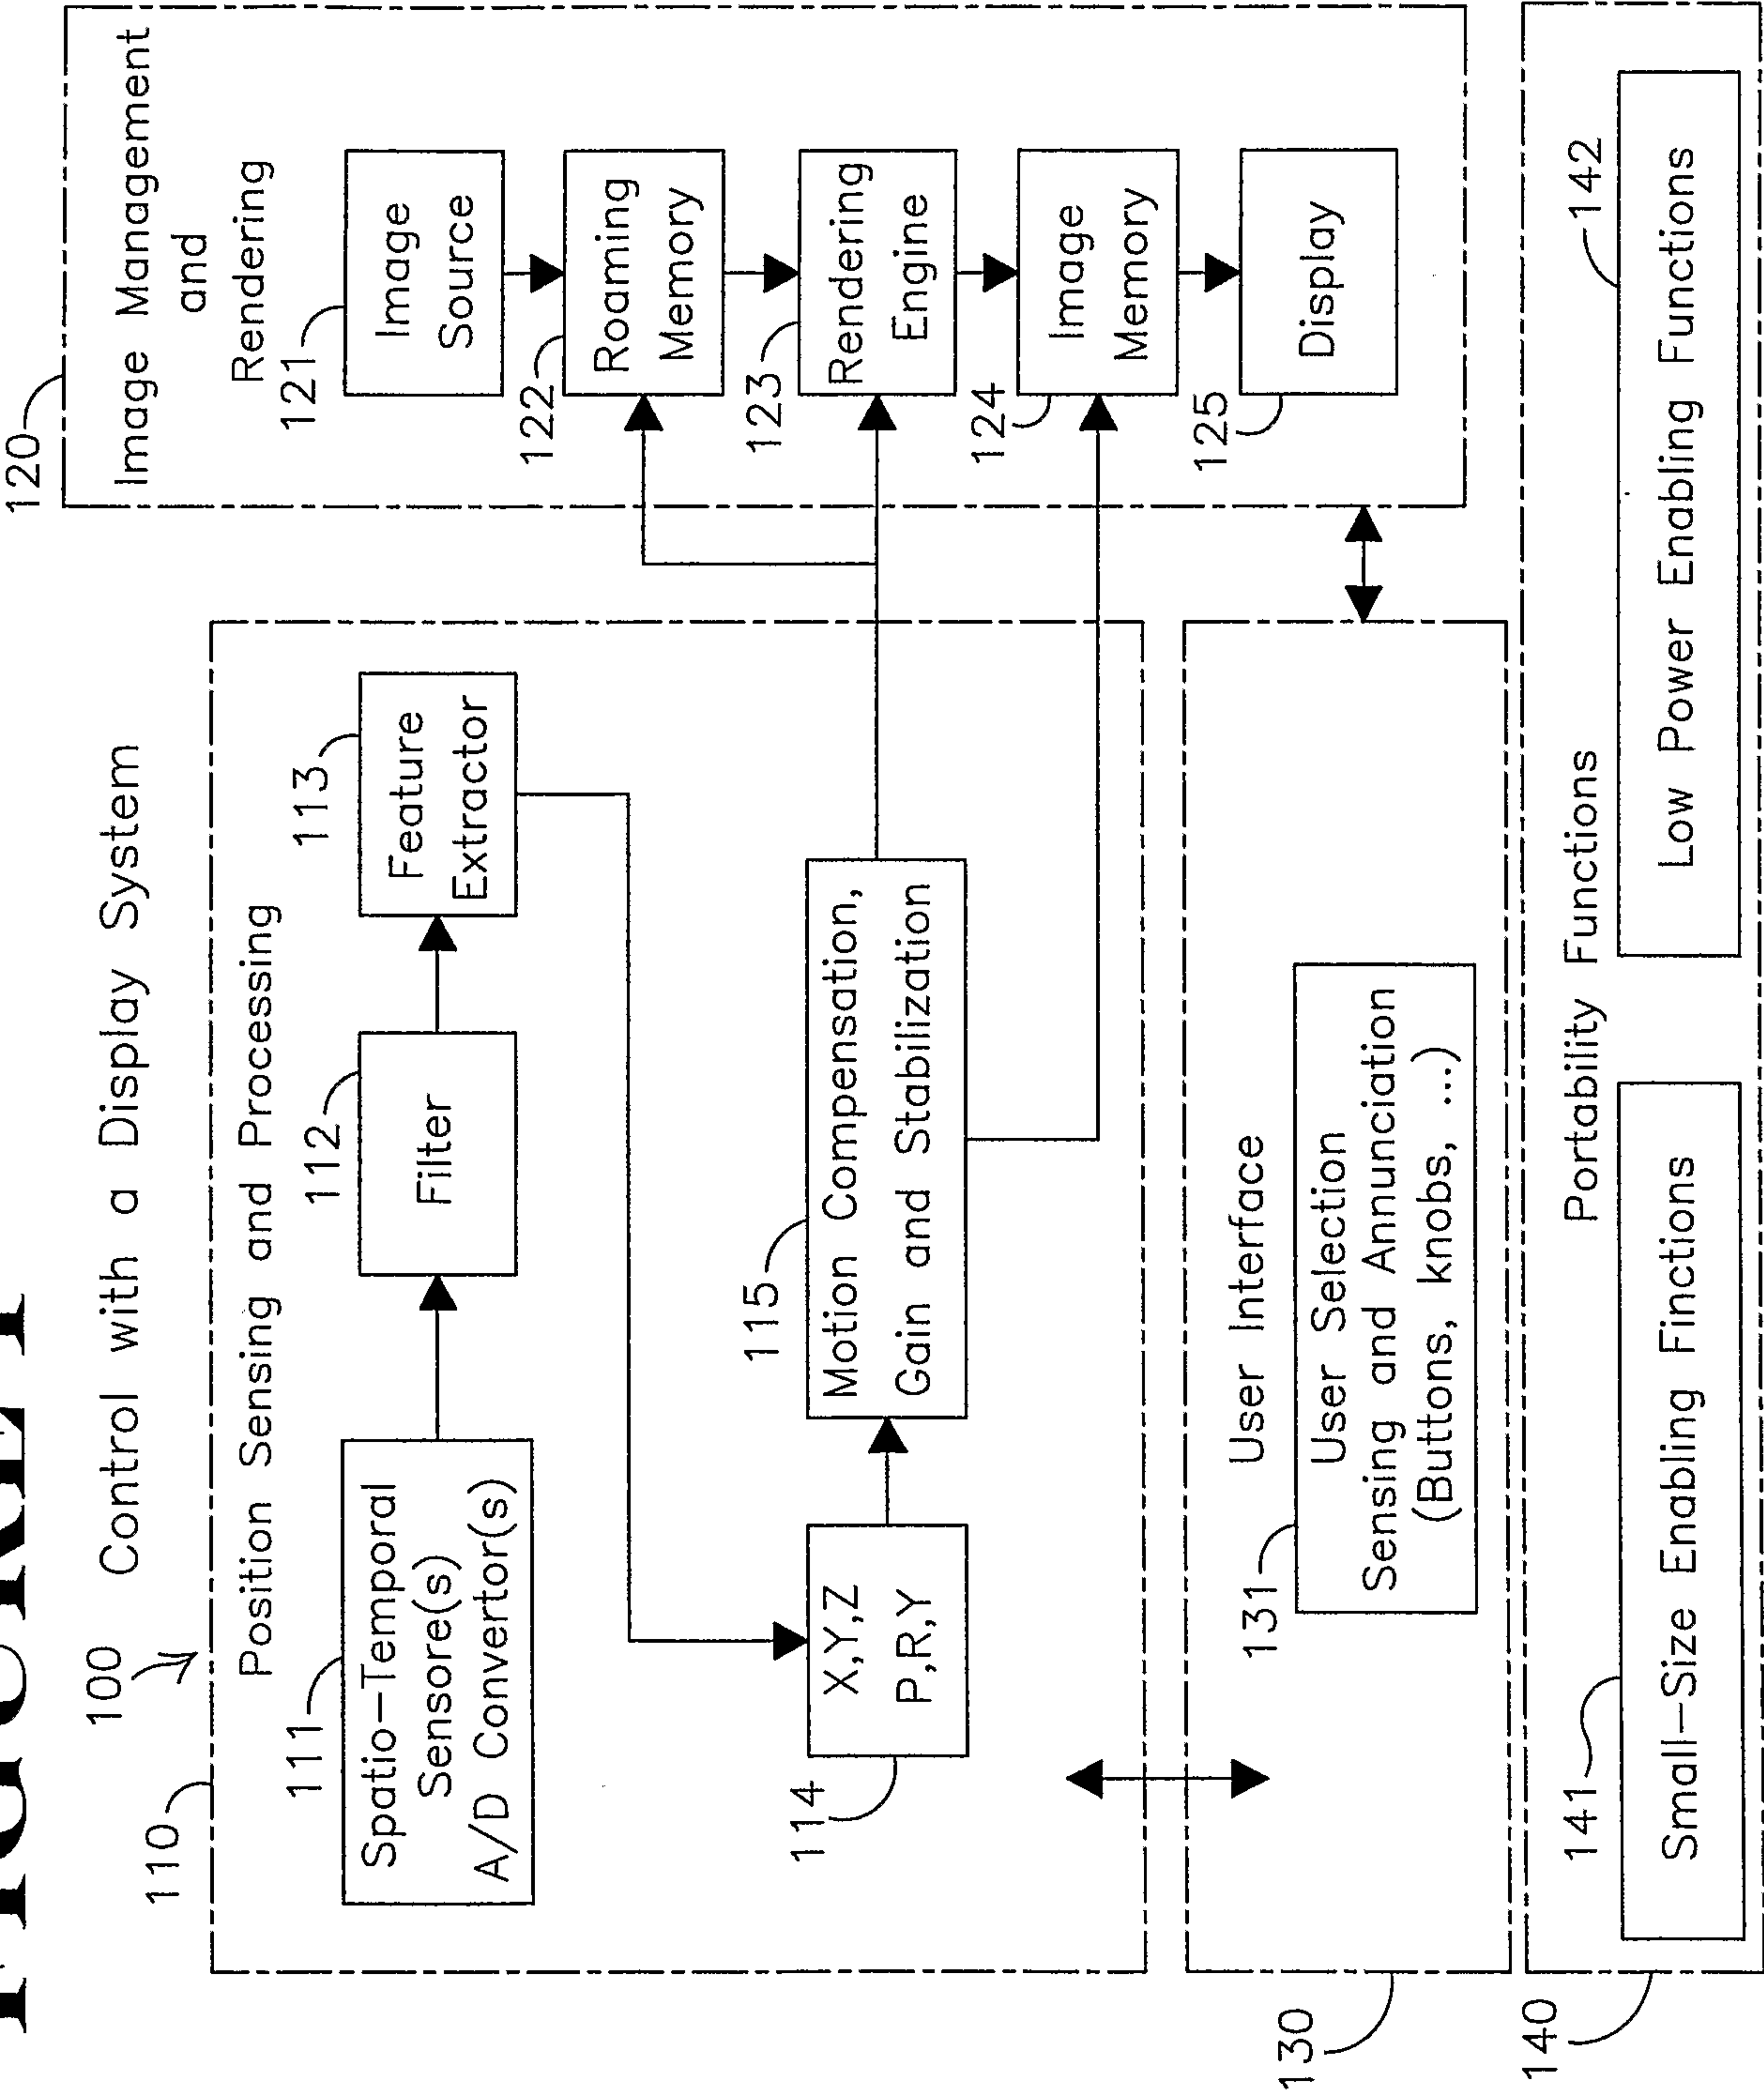 FIGURE 1
100 Control with a Display System
110
Position Sensing and Processing
111
Spatio-Temporal
Sensore(s)
A/D Convertor(s)
112
Filter
113
Feature
Extractor
114
X,Y,Z
P,R,Y
115
Motion Compensation,
Gain and Stabilization
120
Image Management
and
Rendering
121
Image
Source
122
Roaming
Memory
123
Rendering
Engine
124
Image
Memory
125
Display
130
User Interface
131
User Selection
Sensing and Annunciation
(Buttons, knobs, ...)
140
Portability Functions
141
Small-Size Enabling Finctions
142
Low Power Enabling Functions